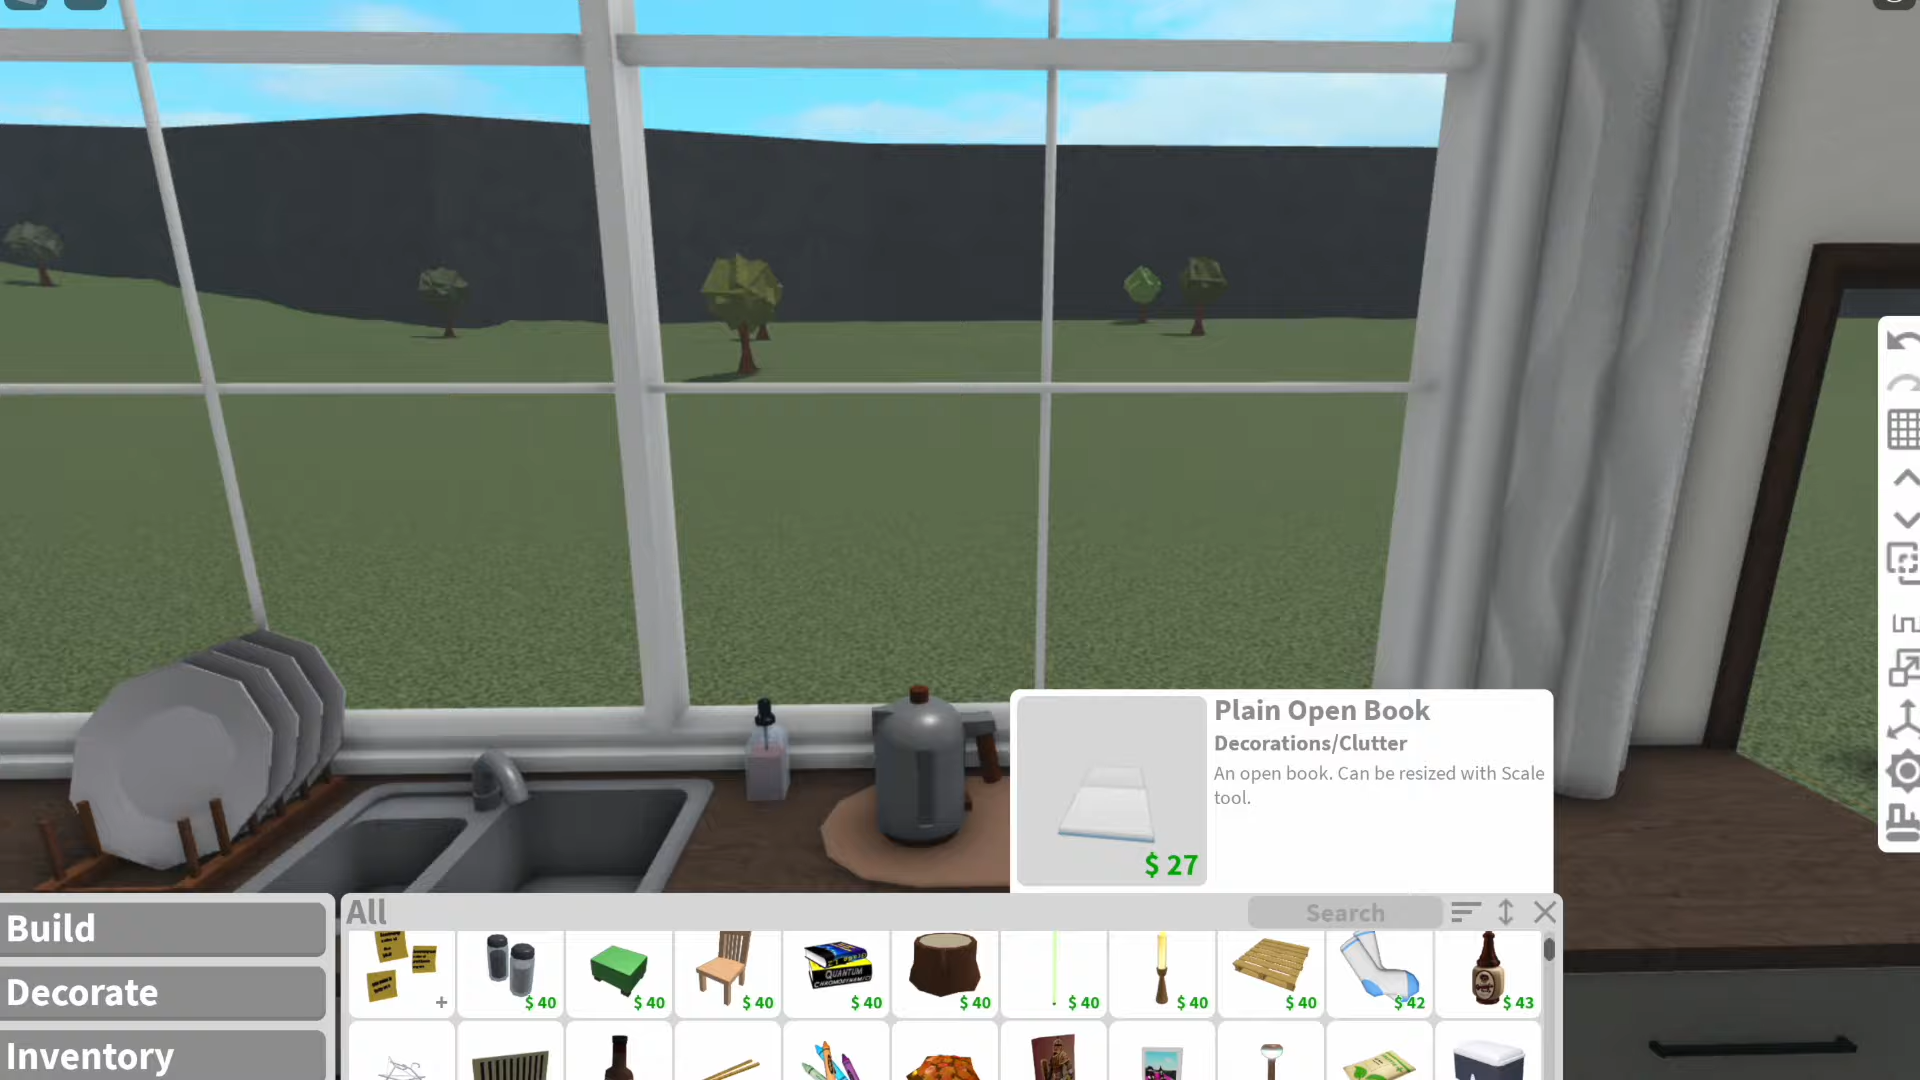 Plain Open Book
Decorations/Clutter
An open book. Can be resized with Scale
tool.
$ 27
Build
Decorate
Inventory
All
Search
+
$ 40
$ 40
$ 40
QUANTUM
$ 40
$ 40
$ 40
$ 40
$ 40
$ 42
$ 43